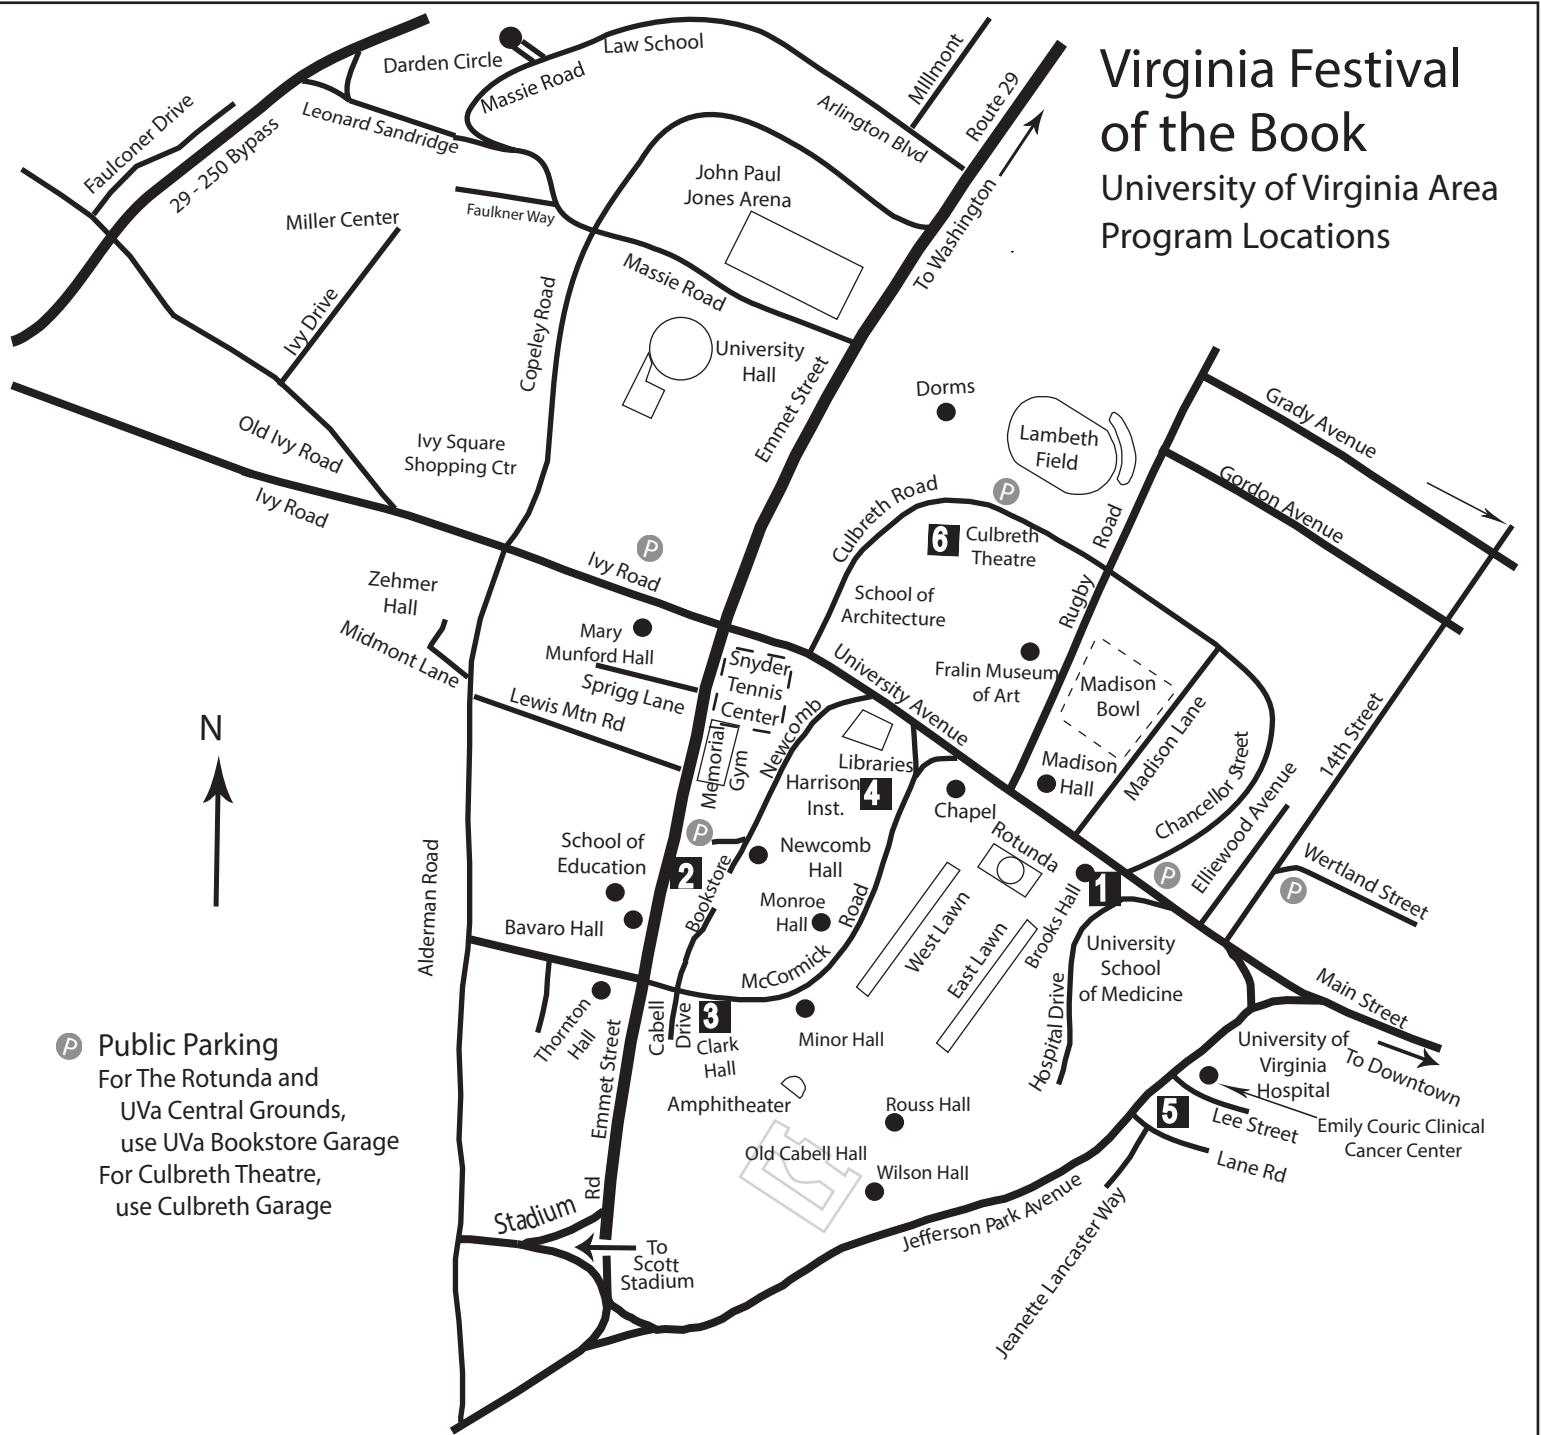 Virginia Festival
of the Book
University of Virginia Area
Program Locations
Darden Circle
Law School
Massie Road
MIllmont
Route 29
Arlington Blvd
Faulconer Drive
29 - 250 Bypass
Leonard Sandridge
John Paul
Jones Arena
To Washington
Miller Center
Faulkner Way
Massie Road
Ivy Drive
Copeley Road
University
Hall
Emmet Street
Dorms
Lambeth
Field
Grady Avenue
Gordon Avenue
Old Ivy Road
Ivy Square
Shopping Ctr
Ivy Road
P
Ivy Road
Culbreth Road
P
6
Culbreth
Theatre
Road
Rugby
Zehmer
Hall
Midmont Lane
Mary
Munford Hall
Sprigg Lane
Lewis Mtn Rd
Snyder
Tennis
Center
School of
Architecture
University Avenue
Fralin Museum
of Art
Madison
Bowl
Madison Lane
Chancellor Street
14th Street
N
Memorial
Gym
Newcomb
Libraries
Harrison
Inst.
4
Chapel
Madison
Hall
Elliewood Avenue
Wertland Street
P
P
Rotunda
School of
Education
P
2
Bookstore
Newcomb
Hall
Monroe
Hall
Road
McCormick
West Lawn
East Lawn
Brooks Hall
1
Bavaro Hall
Alderman Road
University
School
of Medicine
Hospital Drive
Main Street
To Downtown
Thornton
Hall
Emmet Street
Cabell
Drive
3
Clark
Hall
Minor Hall
University of
Virginia
Hospital
Amphitheater
Rouss Hall
5
Lee Street
Emily Couric Clinical
Cancer Center
Lane Rd
Old Cabell Hall
Wilson Hall
Jefferson Park Avenue
Jeanette Lancaster Way
Stadium
Rd
To
Scott
Stadium
P Public Parking
For The Rotunda and
UVa Central Grounds,
use UVa Bookstore Garage
For Culbreth Theatre,
use Culbreth Garage